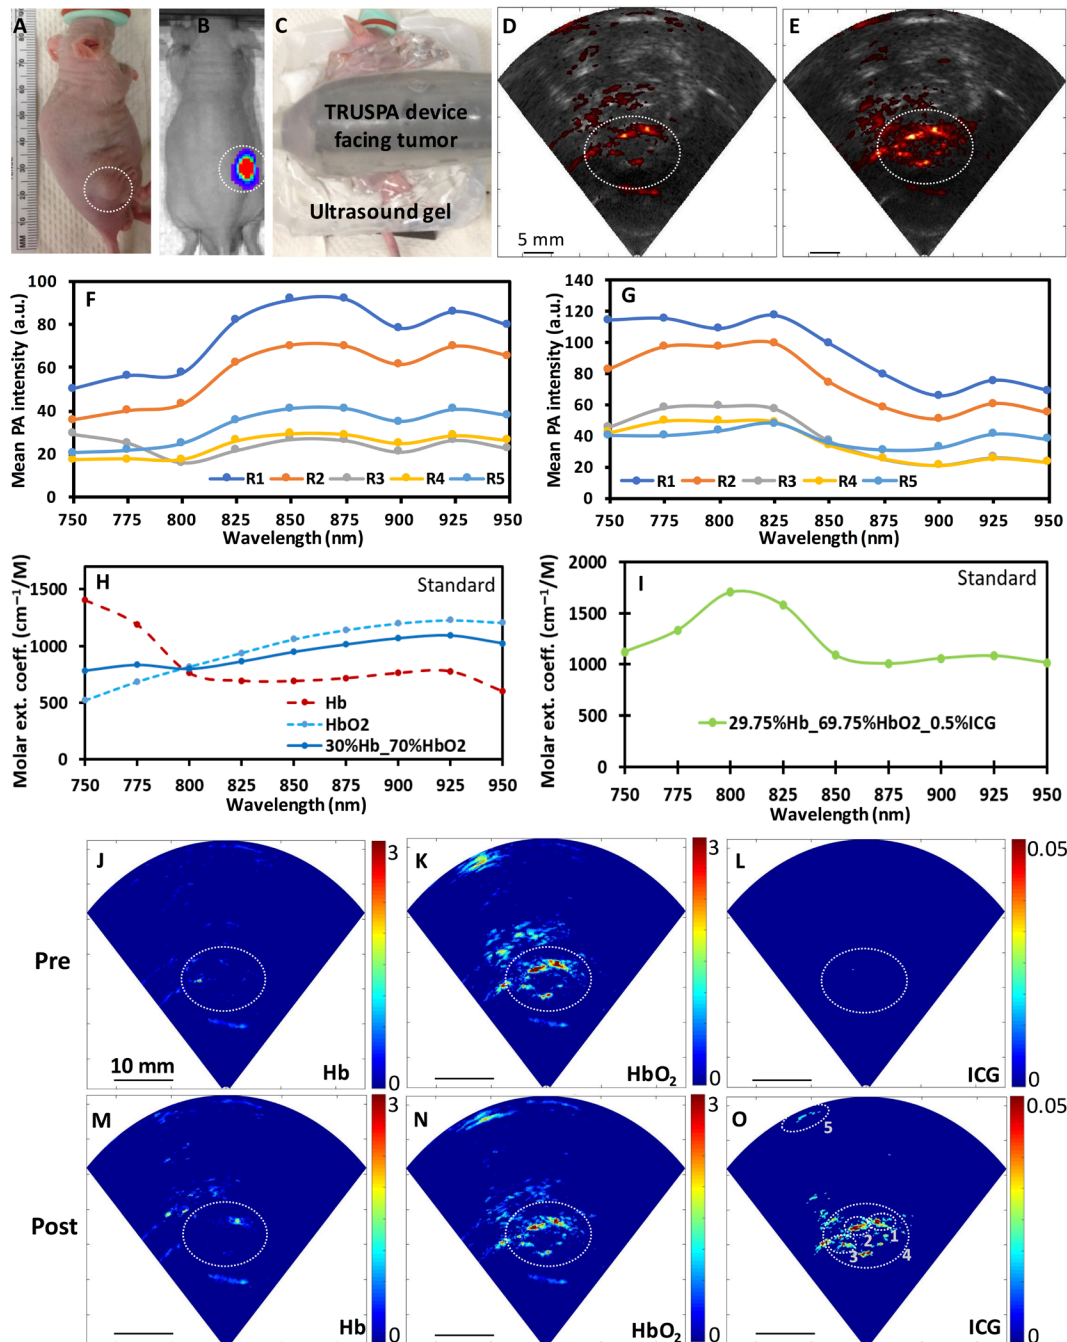 A
B
C
TRUSPA device
facing tumor
Ultrasound gel
MM 10 20 30 40 50 60
D
5 mm
E
F
Mean PA intensity (a.u.)
100
80
60
40
20
0
R1 R2 R3 R4 R5
750 775 800 825 850 875 900 925 950
Wavelength (nm)
G
Mean PA intensity (a.u.)
140
120
100
80
60
40
20
0
R1 R2 R3 R4 R5
750 775 800 825 850 875 900 925 950
Wavelength (nm)
H
Standard
Molar ext. coeff. (cm⁻¹/M)
1500
1000
500
0
Hb
HbO2
30%Hb_70%HbO2
750 775 800 825 850 875 900 925 950
Wavelength (nm)
I
Standard
Molar ext. coeff. (cm⁻¹/M)
2000
1500
1000
500
0
29.75%Hb_69.75%HbO2_0.5%ICG
750 775 800 825 850 875 900 925 950
Wavelength (nm)
Pre
J
10 mm
Hb
3
0
K
HbO₂
3
0
L
ICG
0.05
0
Post
M
Hb
3
0
N
HbO₂
3
0
O
5
1
2
3
4
ICG
0.05
0